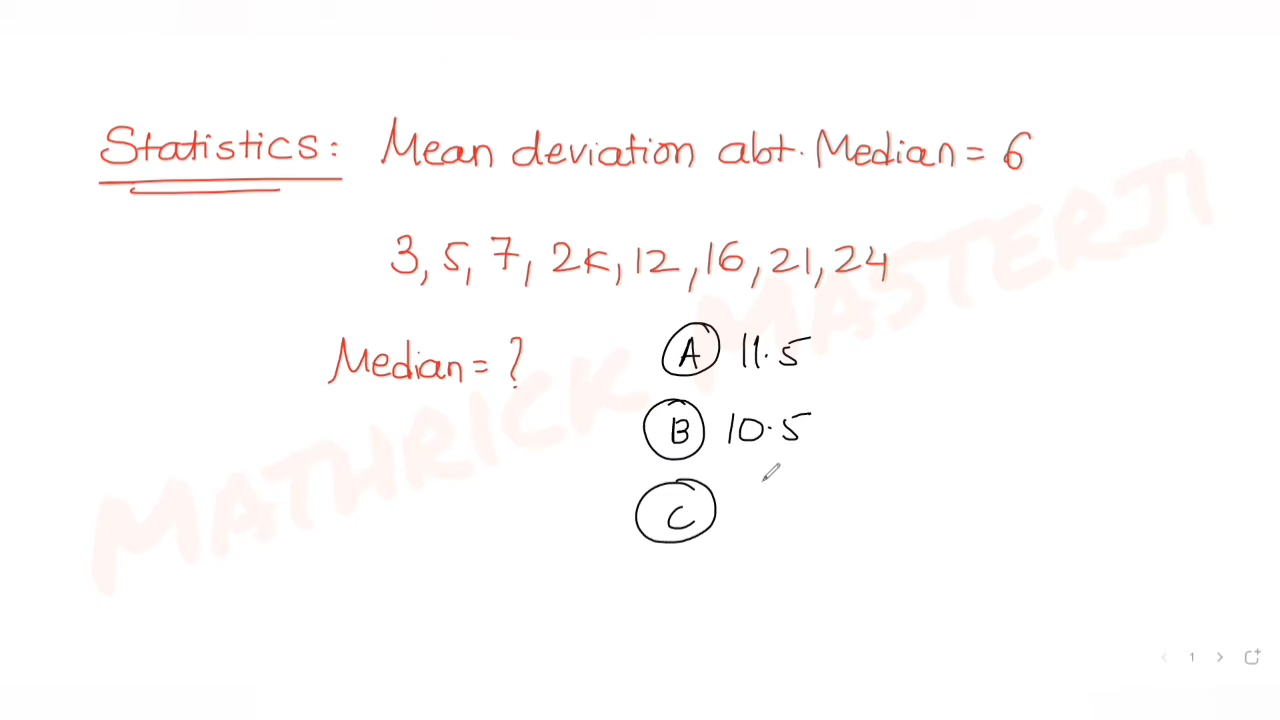 Statistics: Mean deviation abt. Median = 6
3, 5, 7, 2K, 12, 16, 21, 24
Median = ?
A 11.5
B 10.5
C
MATHRICK MASTERJI
1